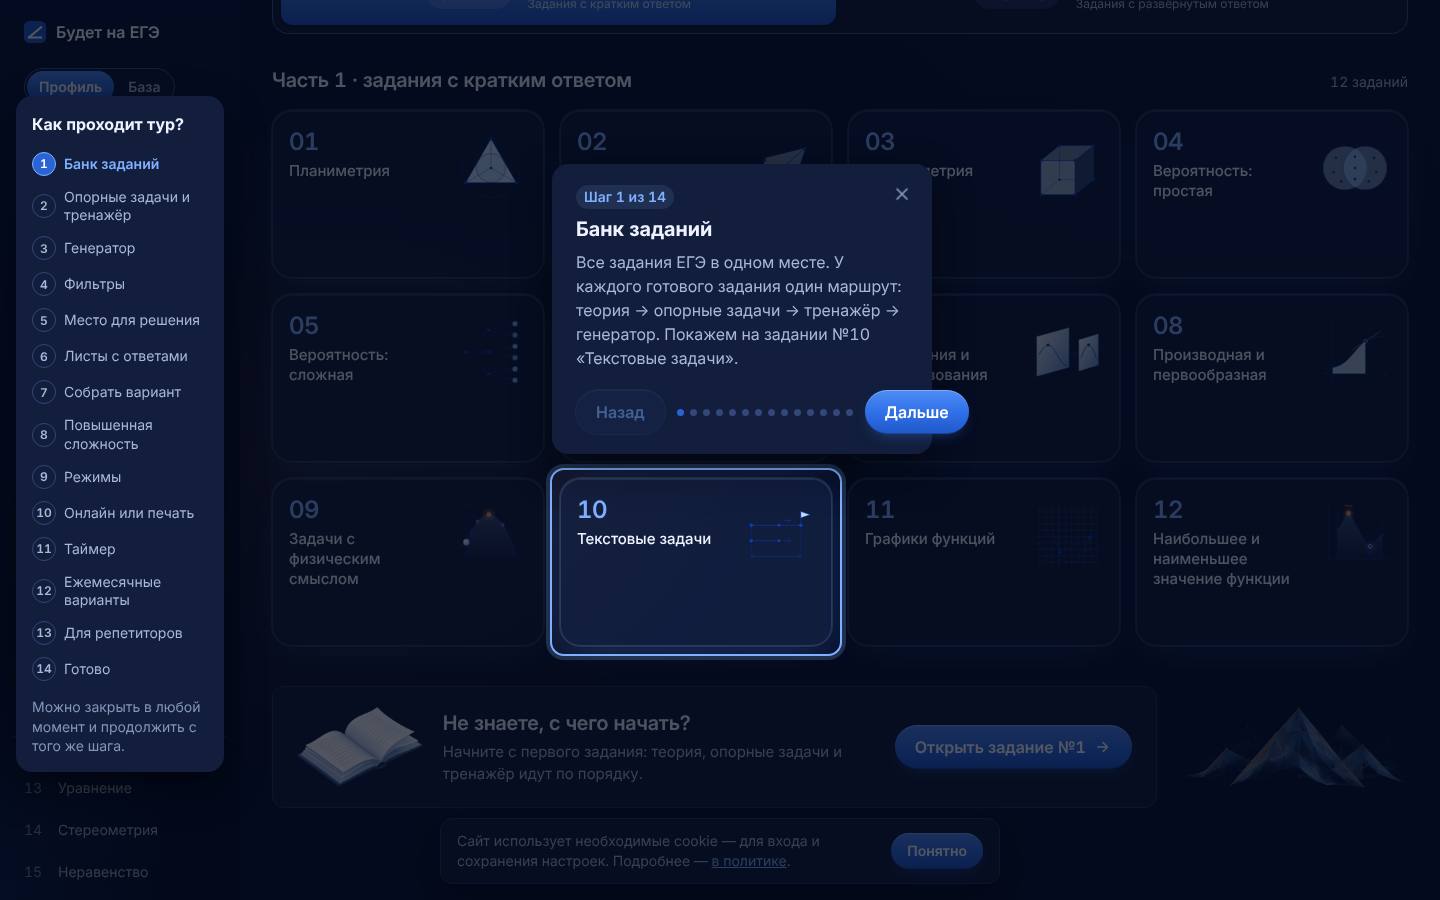 Будет на ЕГЭ
Профиль
База
Как проходит тур?
1 Банк заданий
2 Опорные задачи и
тренажёр
3 Генератор
4 Фильтры
5 Место для решения
6 Листы с ответами
7 Собрать вариант
8 Повышенная
сложность
9 Режимы
10 Онлайн или печать
11 Таймер
12 Ежемесячные
варианты
13 Для репетиторов
14 Готово
Можно закрыть в любой
момент и продолжить с
того же шага.
13 Уравнение
14 Стереометрия
15 Неравенство
Задания с кратким ответом
Задания с развёрнутым ответом
Часть 1 · задания с кратким ответом
12 заданий
01
Планиметрия
02
03
04
Вероятность:
простая
Шаг 1 из 14
Банк заданий
Все задания ЕГЭ в одном месте. У
каждого готового задания один маршрут:
теория → опорные задачи → тренажёр →
генератор. Покажем на задании №10
«Текстовые задачи».
Назад
Дальше
05
Вероятность:
сложная
08
Производная и
первообразная
09
Задачи с
физическим
смыслом
10
Текстовые задачи
11
Графики функций
12
Наибольшее и
наименьшее
значение функции
Не знаете, с чего начать?
Начните с первого задания: теория, опорные задачи и
тренажёр идут по порядку.
Открыть задание №1 →
Сайт использует необходимые cookie — для входа и
сохранения настроек. Подробнее — в политике.
Понятно